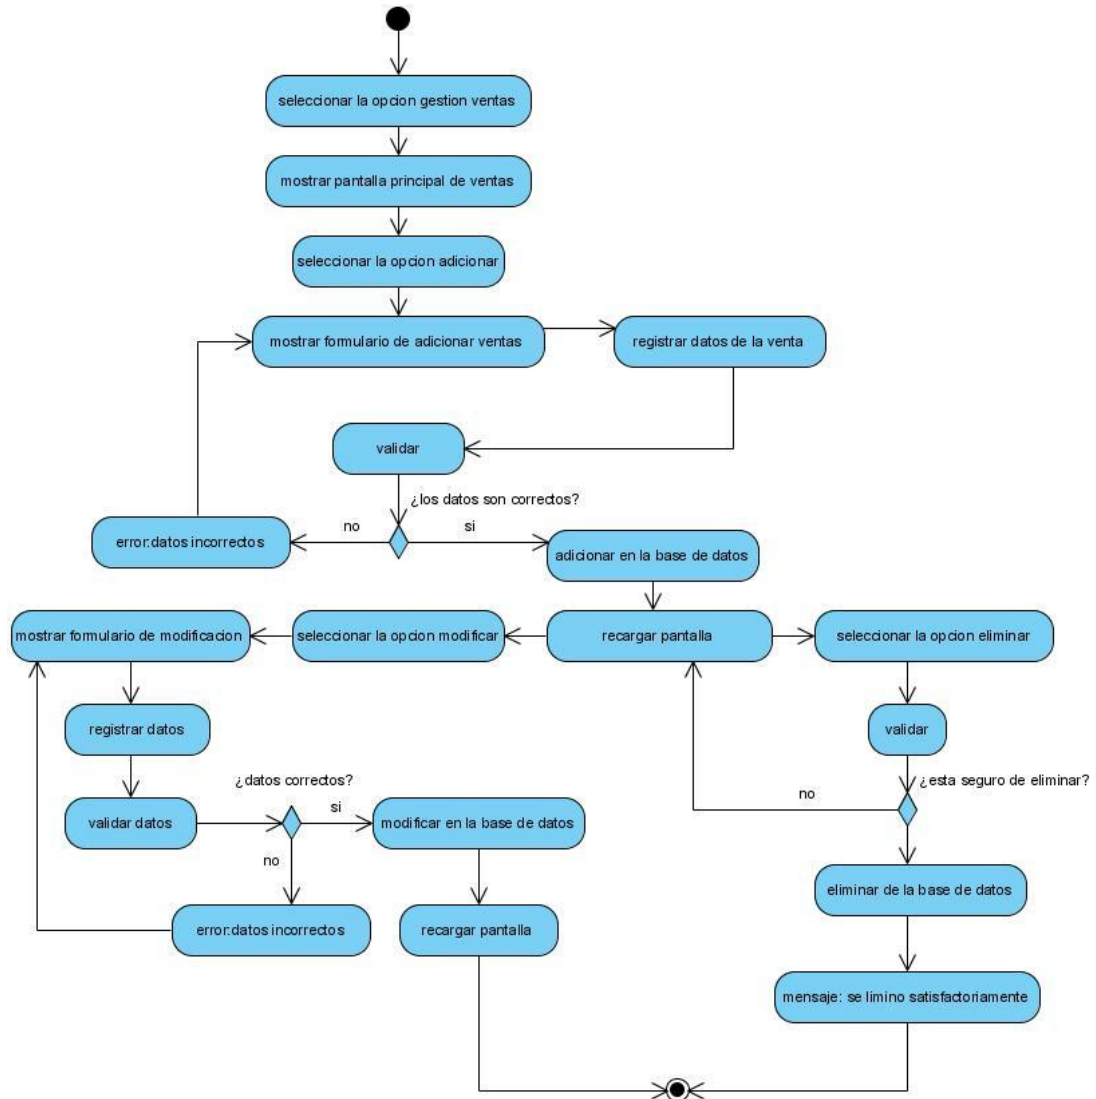 seleccionar la opcion gestion ventas
mostrar pantalla principal de ventas
seleccionar la opcion adicionar
mostrar formulario de adicionar ventas
registrar datos de la venta
validar
¿los datos son correctos?
no
si
error:datos incorrectos
adicionar en la base de datos
mostrar formulario de modificacion
seleccionar la opcion modificar
recargar pantalla
seleccionar la opcion eliminar
registrar datos
validar
¿datos correctos?
¿esta seguro de eliminar?
no
si
validar datos
modificar en la base de datos
no
eliminar de la base de datos
error:datos incorrectos
recargar pantalla
mensaje: se limino satisfactoriamente